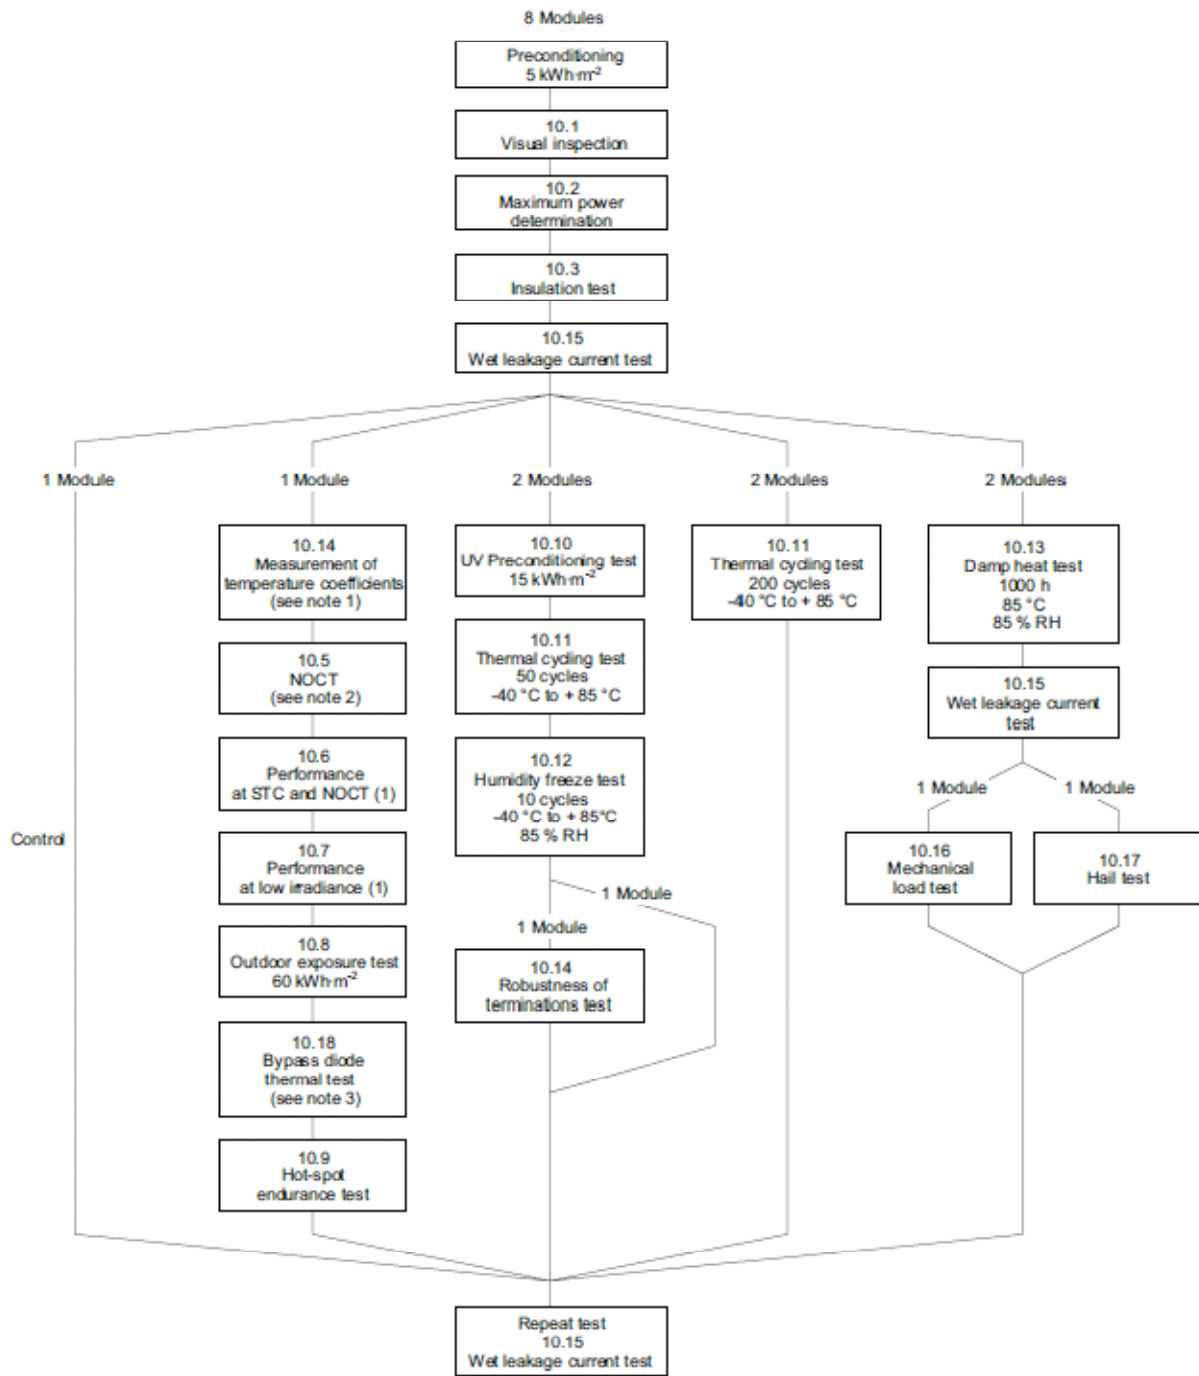 8 Modules
Preconditioning
5 kWh·m⁻²
10.1
Visual inspection
10.2
Maximum power
determination
10.3
Insulation test
10.15
Wet leakage current test
1 Module
1 Module
2 Modules
2 Modules
2 Modules
Control
10.14
Measurement of
temperature coefficients
(see note 1)
10.5
NOCT
(see note 2)
10.6
Performance
at STC and NOCT (1)
10.7
Performance
at low irradiance (1)
10.8
Outdoor exposure test
60 kWh·m⁻²
10.18
Bypass diode
thermal test
(see note 3)
10.9
Hot-spot
endurance test
10.10
UV Preconditioning test
15 kWh·m⁻²
10.11
Thermal cycling test
50 cycles
-40 °C to + 85 °C
10.12
Humidity freeze test
10 cycles
-40 °C to + 85°C
85 % RH
1 Module
1 Module
10.14
Robustness of
terminations test
10.11
Thermal cycling test
200 cycles
-40 °C to + 85 °C
10.13
Damp heat test
1000 h
85 °C
85 % RH
10.15
Wet leakage current
test
1 Module
1 Module
10.16
Mechanical
load test
10.17
Hail test
Repeat test
10.15
Wet leakage current test